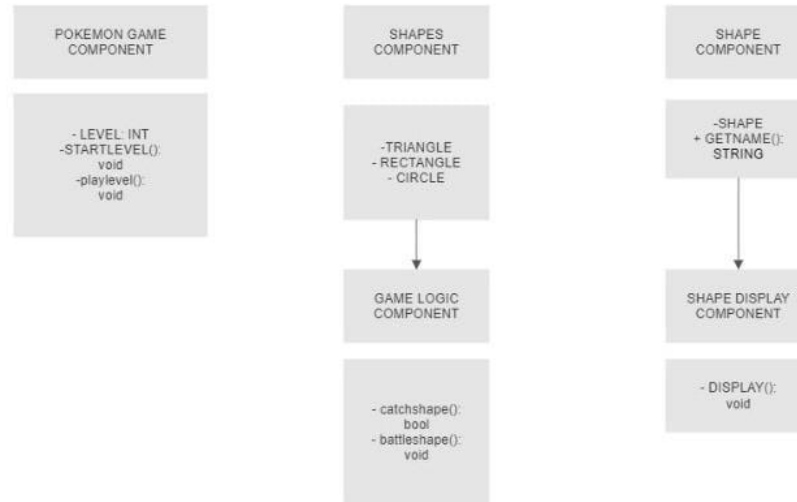 POKEMON GAME
COMPONENT
- LEVEL: INT
-STARTLEVEL():
void
-playlevel():
void
SHAPES
COMPONENT
-TRIANGLE
- RECTANGLE
- CIRCLE
GAME LOGIC
COMPONENT
- catchshape():
bool
- battleshape():
void
SHAPE
COMPONENT
-SHAPE
+ GETNAME():
STRING
SHAPE DISPLAY
COMPONENT
- DISPLAY():
void